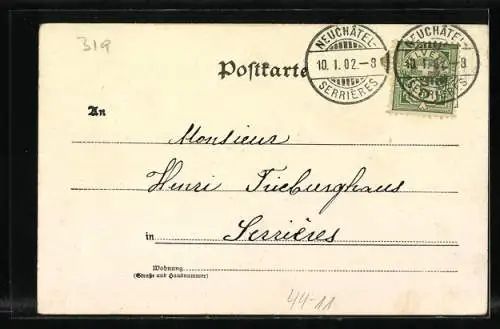 319
NEUCHÂTEL-
10. I. 02.-8
SERRIÈRES
NEUCHÂTEL-
10. I. 02.-8
SERRIÈRES
Postkarte
An
Monsieur
Henri Trieburghaus
in Serrières
Wohnung
(Straße und Hausnummer)
44-11